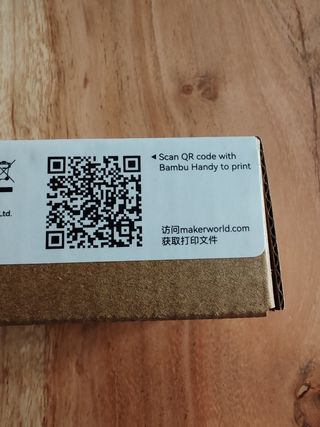 Ltd.
◀ Scan QR code with
Bambu Handy to print
访问makerworld.com
获取打印文件